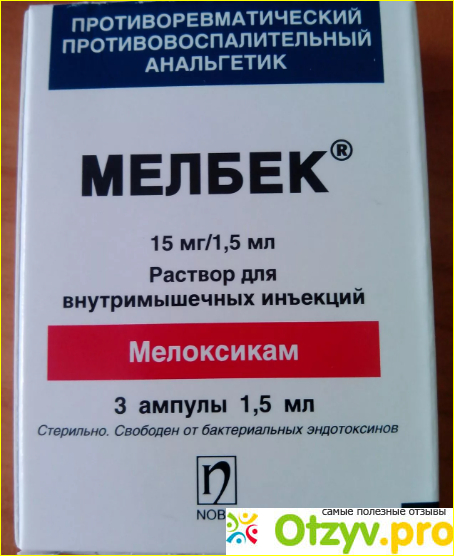 ПРОТИВОРЕВМАТИЧЕСКИЙ
ПРОТИВОВОСПАЛИТЕЛЬНЫЙ
АНАЛЬГЕТИК
МЕЛБЕК®
15 мг/1,5 мл
Раствор для
внутримышечных инъекций
Мелоксикам
3 ампулы 1,5 мл
Стерильно. Свободен от бактериальных эндотоксинов
NOB
самые полезные отзывы
Otzyv.pro